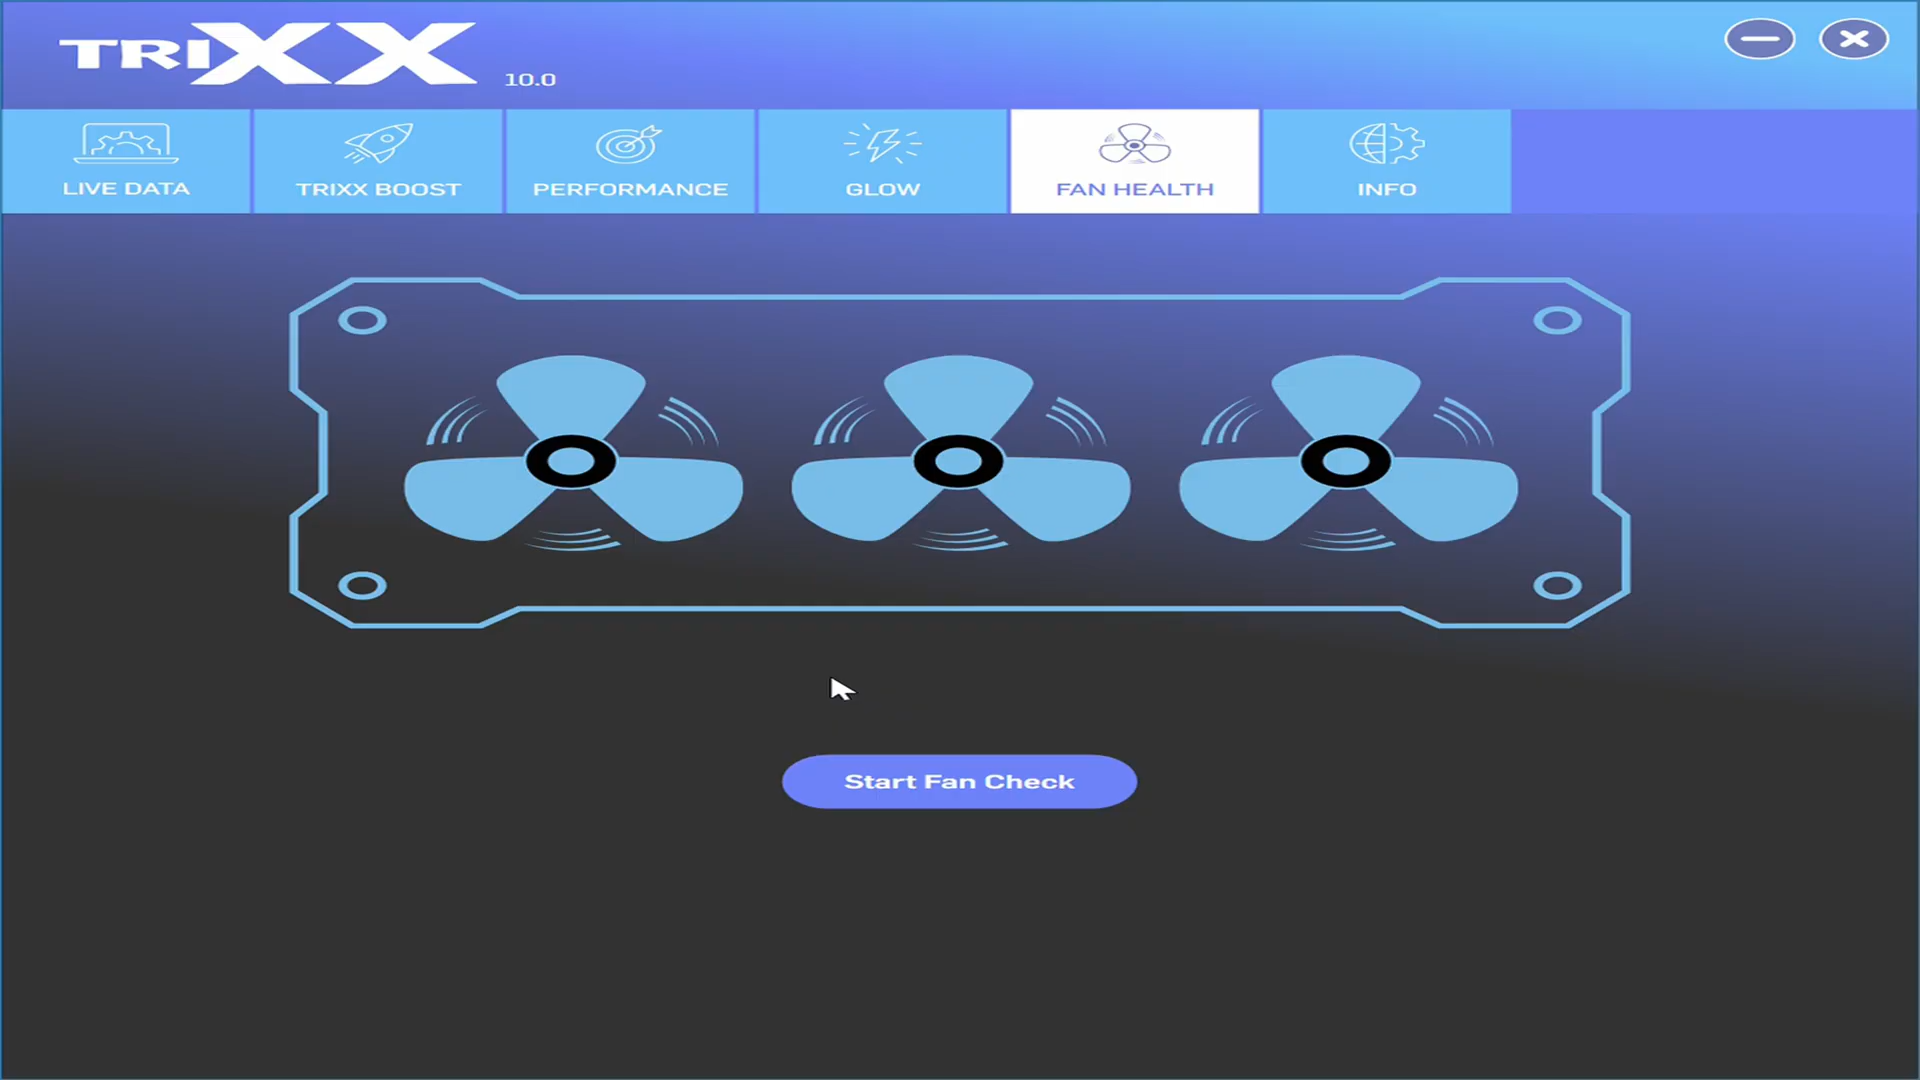 TRIXX 10.0
LIVE DATA
TRIXX BOOST
PERFORMANCE
GLOW
FAN HEALTH
INFO
Start Fan Check